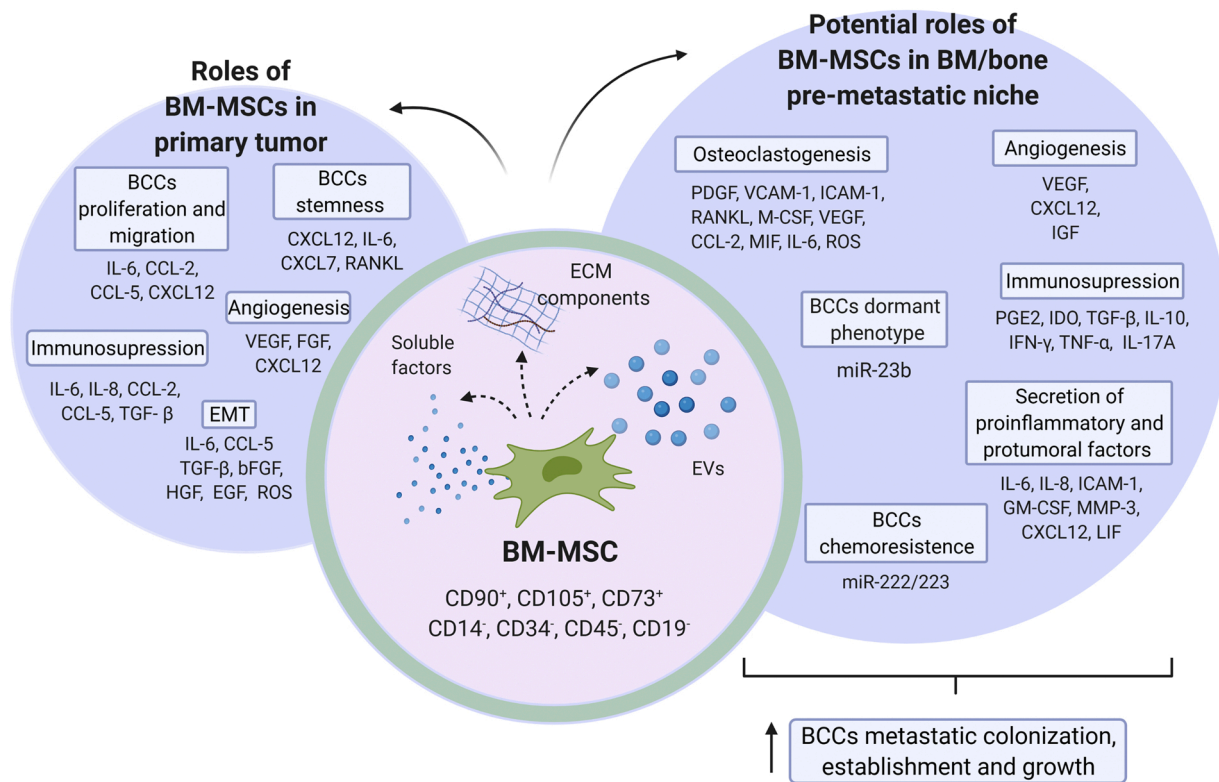 Roles of
BM-MSCs in
primary tumor
BCCs
proliferation and
migration
IL-6, CCL-2,
CCL-5, CXCL12
BCCs
stemness
CXCL12, IL-6,
CXCL7, RANKL
Angiogenesis
VEGF, FGF,
CXCL12
Immunosupression
IL-6, IL-8, CCL-2,
CCL-5, TGF- β
EMT
IL-6, CCL-5
TGF-β, bFGF,
HGF, EGF, ROS
ECM
components
Soluble
factors
EVs
BM-MSC
CD90⁺, CD105⁺, CD73⁺
CD14⁻, CD34⁻, CD45⁻, CD19⁻
Potential roles of
BM-MSCs in BM/bone
pre-metastatic niche
Osteoclastogenesis
PDGF, VCAM-1, ICAM-1,
RANKL, M-CSF, VEGF,
CCL-2, MIF, IL-6, ROS
Angiogenesis
VEGF,
CXCL12,
IGF
BCCs dormant
phenotype
miR-23b
Immunosupression
PGE2, IDO, TGF-β, IL-10,
IFN-γ, TNF-α, IL-17A
Secretion of
proinflammatory and
protumoral factors
IL-6, IL-8, ICAM-1,
GM-CSF, MMP-3,
CXCL12, LIF
BCCs
chemoresistence
miR-222/223
BCCs metastatic colonization,
establishment and growth